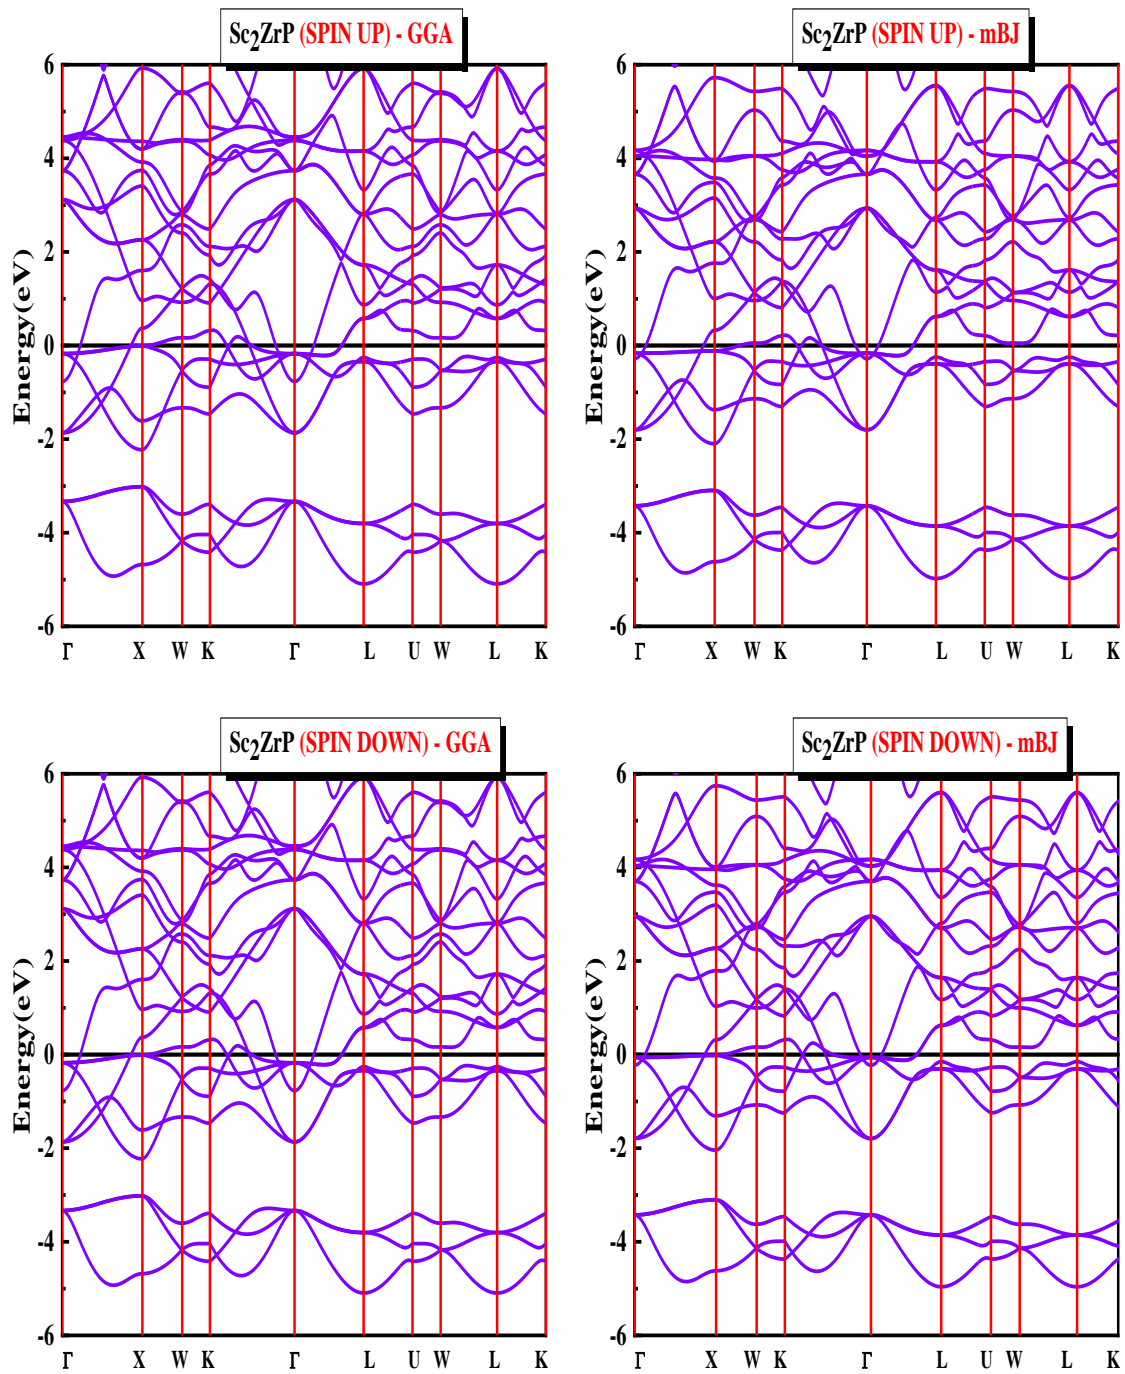 Sc2ZrP (SPIN UP) - GGA
Energy(eV)
6
4
2
0
-2
-4
-6
Γ X W K Γ L U W L K
Sc2ZrP (SPIN UP) - mBJ
Energy(eV)
6
4
2
0
-2
-4
-6
Γ X W K Γ L U W L K
Sc2ZrP (SPIN DOWN) - GGA
Energy(eV)
6
4
2
0
-2
-4
-6
Γ X W K Γ L U W L K
Sc2ZrP (SPIN DOWN) - mBJ
Energy(eV)
6
4
2
0
-2
-4
-6
Γ X W K Γ L U W L K